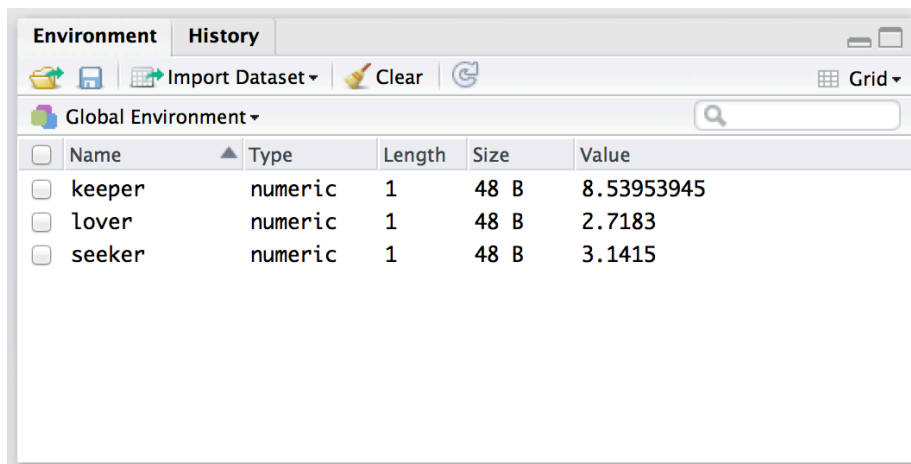 Environment History
Import Dataset Clear Grid
Global Environment
Name Type Length Size Value
keeper numeric 1 48 B 8.53953945
lover numeric 1 48 B 2.7183
seeker numeric 1 48 B 3.1415